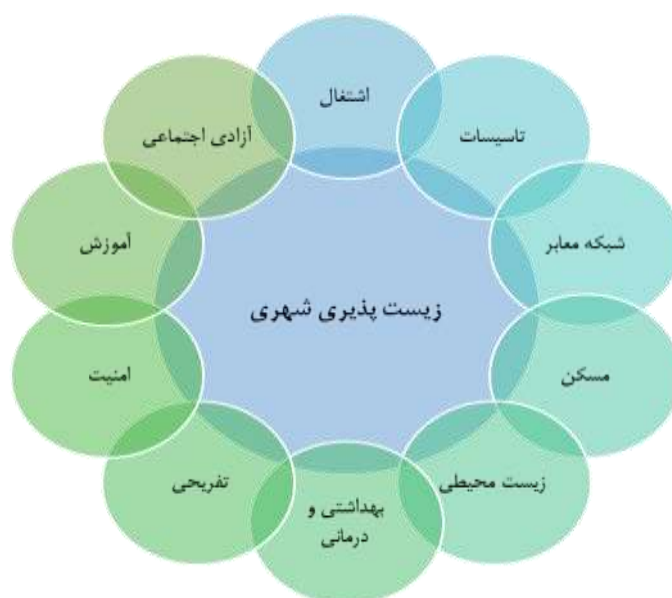 اشتغال
تاسیسات
شبکه معابر
مسکن
زیست محیطی
بهداشتی و
درمانی
تفریحی
امنیت
آموزش
آزادی اجتماعی
زیست پذیری شهری